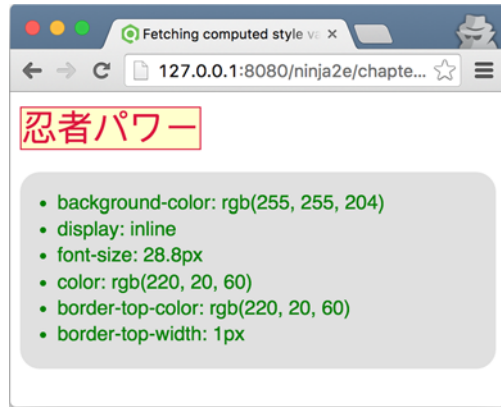 Fetching computed style va
127.0.0.1:8080/ninja2e/chapte...
忍者パワー
• background-color: rgb(255, 255, 204)
• display: inline
• font-size: 28.8px
• color: rgb(220, 20, 60)
• border-top-color: rgb(220, 20, 60)
• border-top-width: 1px